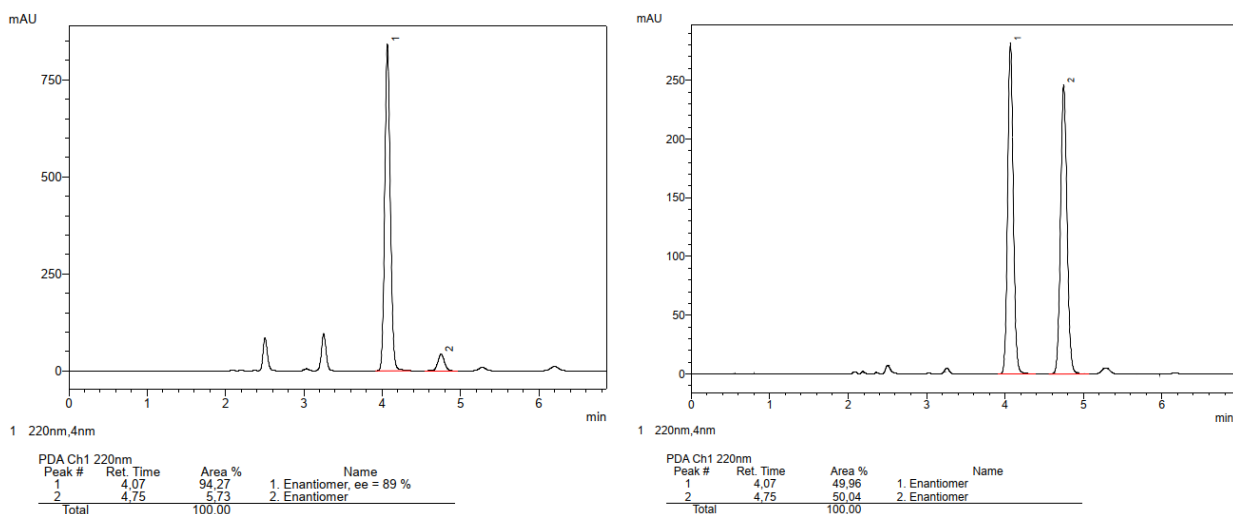 mAU
1
750
500
250
2
0
0 1 2 3 4 5 6
min
1 220nm,4nm
PDA Ch1 220nm
Peak # Ret. Time Area % Name
1 4,07 94,27 1. Enantiomer, ee = 89 %
2 4,75 5,73 2. Enantiomer
Total 100,00
mAU
1
2
250
200
150
100
50
0
0 1 2 3 4 5 6
min
1 220nm,4nm
PDA Ch1 220nm
Peak # Ret. Time Area % Name
1 4,07 49,96 1. Enantiomer
2 4,75 50,04 2. Enantiomer
Total 100,00